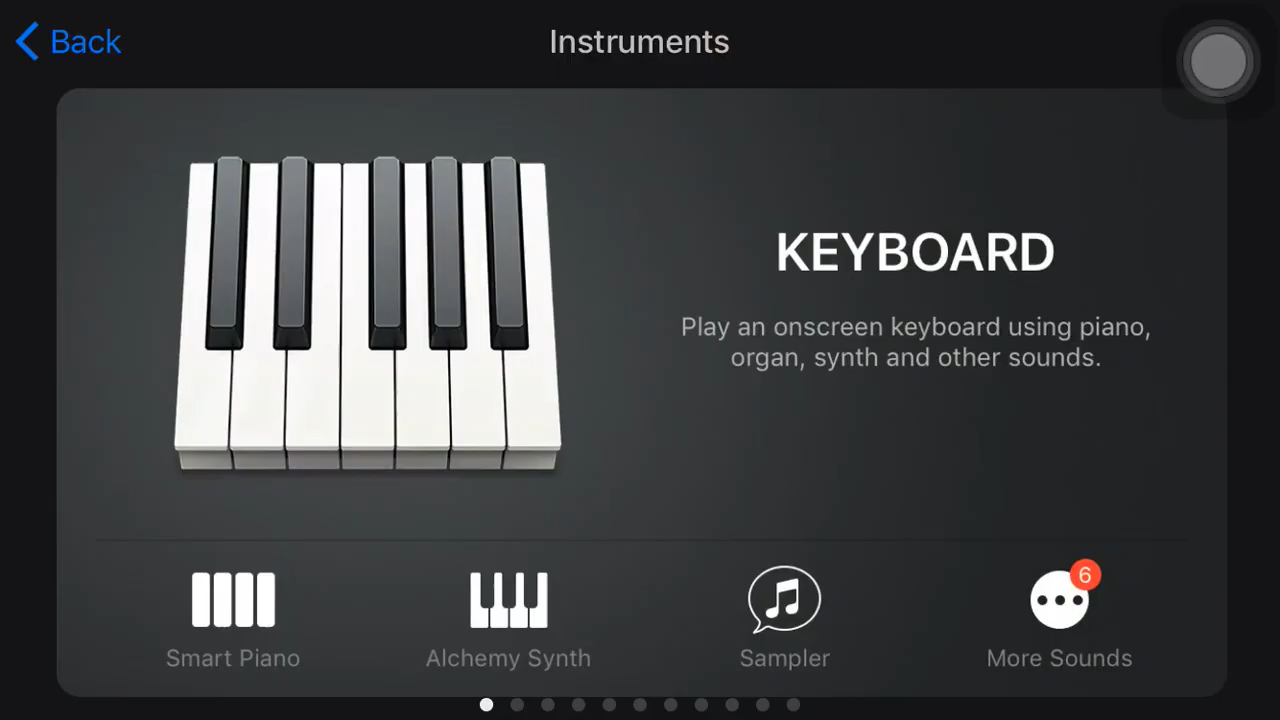 Back
Instruments
KEYBOARD
Play an onscreen keyboard using piano,
organ, synth and other sounds.
6
Smart Piano
Alchemy Synth
Sampler
More Sounds